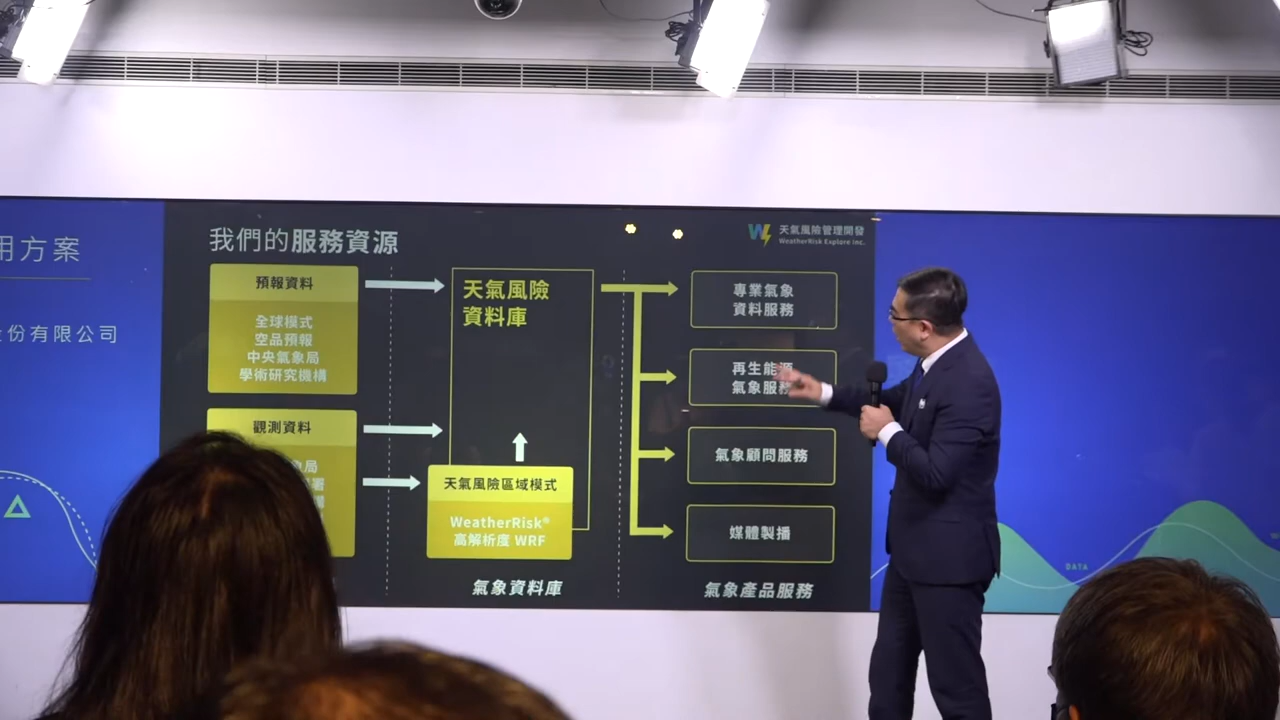 用方案
份有限公司
我們的服務資源
天氣風險管理開發
WeatherRisk Explore Inc.
預報資料
全球模式
空品預報
中央氣象局
學術研究機構
觀測資料
局
署
天氣風險
資料庫
天氣風險區域模式
WeatherRisk®
高解析度 WRF
氣象資料庫
專業氣象
資料服務
再生能源
氣象服務
氣象顧問服務
媒體製播
氣象產品服務
DATA